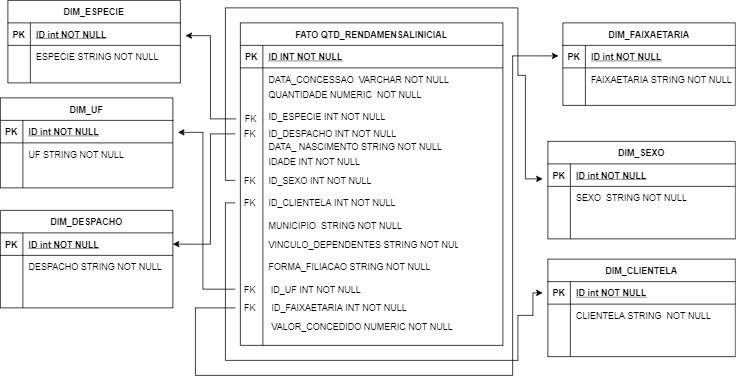 DIM_ESPECIE
PK ID int NOT NULL
ESPECIE STRING NOT NULL
DIM_UF
PK ID int NOT NULL
UF STRING NOT NULL
DIM_DESPACHO
PK ID int NOT NULL
DESPACHO STRING NOT NULL
FATO QTD_RENDAMENSALINICIAL
PK ID INT NOT NULL
DATA_CONCESSAO VARCHAR NOT NULL
QUANTIDADE NUMERIC NOT NULL
FK ID_ESPECIE INT NOT NULL
FK ID_DESPACHO INT NOT NULL
DATA_ NASCIMENTO STRING NOT NULL
IDADE INT NOT NULL
FK ID_SEXO INT NOT NULL
FK ID_CLIENTELA INT NOT NULL
MUNICIPIO STRING NOT NULL
VINCULO_DEPENDENTES STRING NOT NUL
FORMA_FILIACAO STRING NOT NULL
FK ID_UF INT NOT NULL
FK ID_FAIXAETARIA INT NOT NULL
VALOR_CONCEDIDO NUMERIC NOT NULL
DIM_FAIXAETARIA
PK ID int NOT NULL
FAIXAETARIA STRING NOT NULL
DIM_SEXO
PK ID int NOT NULL
SEXO STRING NOT NULL
DIM_CLIENTELA
PK ID int NOT NULL
CLIENTELA STRING NOT NULL